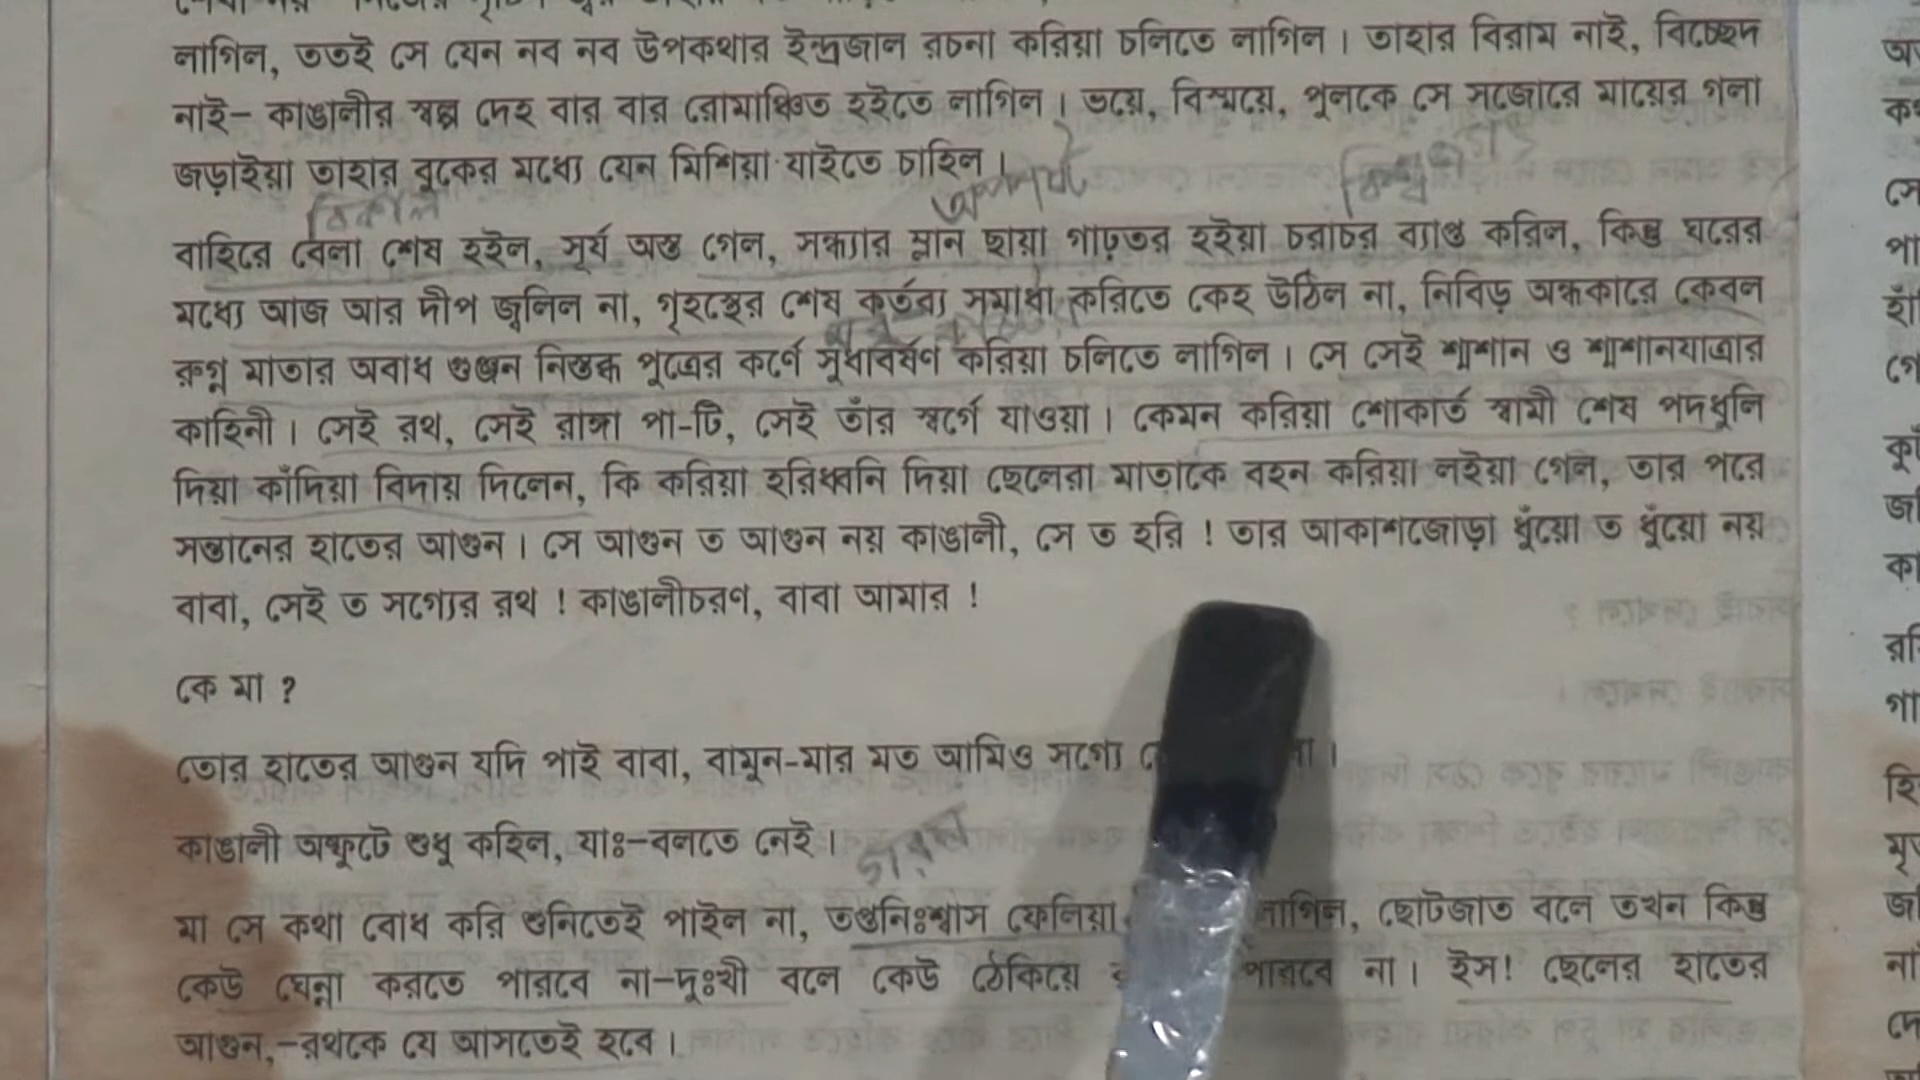 লাগিল, ততই সে যেন নব নব উপকথার ইন্দ্রজাল রচনা করিয়া চলিতে লাগিল। তাহার বিরাম নাই, বিচ্ছেদ
নাই- কাঙালীর স্বল্প দেহ বার বার রোমাঞ্চিত হইতে লাগিল। ভয়ে, বিস্ময়ে, পুলকে সে সজোরে মায়ের গলা
জড়াইয়া তাহার বুকের মধ্যে যেন মিশিয়া যাইতে চাহিল।
বিকাল
বাহিরে বেলা শেষ হইল, সূর্য অস্ত গেল, সন্ধ্যার ম্লান ছায়া গাঢ়তর হইয়া চরাচর ব্যাপ্ত করিল, কিন্তু ঘরের
মধ্যে আজ আর দীপ জ্বলিল না, গৃহস্থের শেষ কর্তব্য সমাধা করিতে কেহ উঠিল না, নিবিড় অন্ধকারে কেবল
রুগ্ন মাতার অবাধ গুঞ্জন নিস্তব্ধ পুত্রের কর্ণে সুধাবর্ষণ করিয়া চলিতে লাগিল। সে সেই শ্মশান ও শ্মশানযাত্রার
কাহিনী। সেই রথ, সেই রাঙ্গা পা-টি, সেই তাঁর স্বর্গে যাওয়া। কেমন করিয়া শোকার্ত স্বামী শেষ পদধূলি
দিয়া কাঁদিয়া বিদায় দিলেন, কি করিয়া হরিধ্বনি দিয়া ছেলেরা মাতাকে বহন করিয়া লইয়া গেল, তার পরে
সন্তানের হাতের আগুন। সে আগুন ত আগুন নয় কাঙালী, সে ত হরি ! তার আকাশজোড়া ধুঁয়ো ত ধুঁয়ো নয়
বাবা, সেই ত সগ্যের রথ ! কাঙালীচরণ, বাবা আমার !
কে মা ?
তোর হাতের আগুন যদি পাই বাবা, বামুন-মার মত আমিও সগ্যে
কাঙালী অস্ফুটে শুধু কহিল, যাঃ-বলতে নেই।
মা সে কথা বোধ করি শুনিতেই পাইল না, তপ্তনিঃশ্বাস ফেলিয়া লাগিল, ছোটজাত বলে তখন কিন্তু
কেউ ঘেন্না করতে পারবে না-দুঃখী বলে কেউ ঠেকিয়ে পারবে না। ইস! ছেলের হাতের
আগুন,-রথকে যে আসতেই হবে।